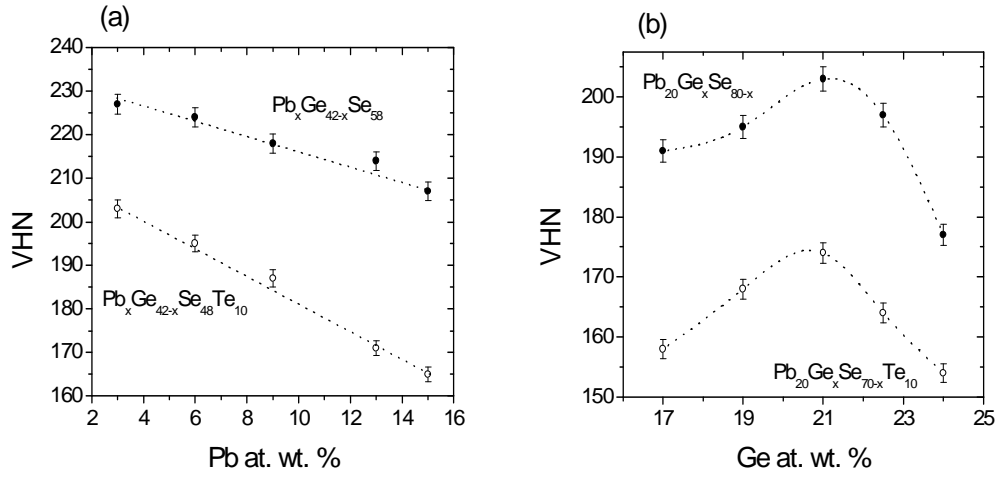 (a)
240
230
220
210
200
190
180
170
160
2 4 6 8 10 12 14 16
VHN
Pb at. wt. %
PbₓGe₄₂₋ₓSe₅₈
PbₓGe₄₂₋ₓSe₄₈Te₁₀
(b)
200
190
180
170
160
150
17 19 21 23 25
VHN
Ge at. wt. %
Pb₂₀GeₓSe₈₀₋ₓ
Pb₂₀GeₓSe₇₀₋ₓTe₁₀